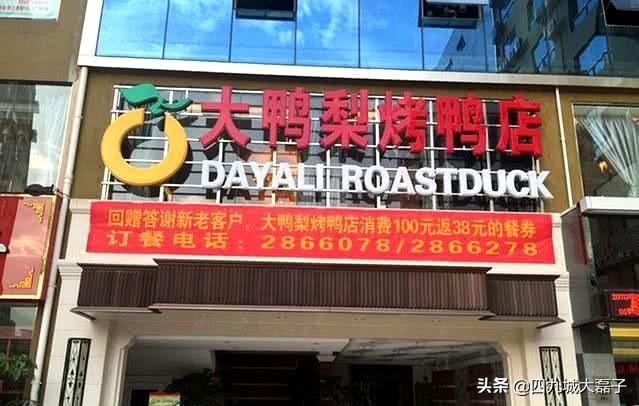 大鸭梨烤鸭店
DAYALI ROASTDUCK
回赠答谢新老客户，大鸭梨烤鸭店消费100元返38元的餐券
订餐电话：2866078/2866278
头条 @四九城大磊子